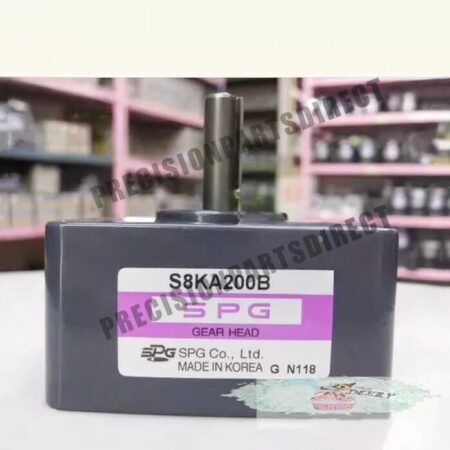 PRECISIONPARTSDIRECT
PRECISIONPARTSDIRECT
S8KA200B
SPG
GEAR HEAD
SPG SPG Co., Ltd.
MADE IN KOREA G N118